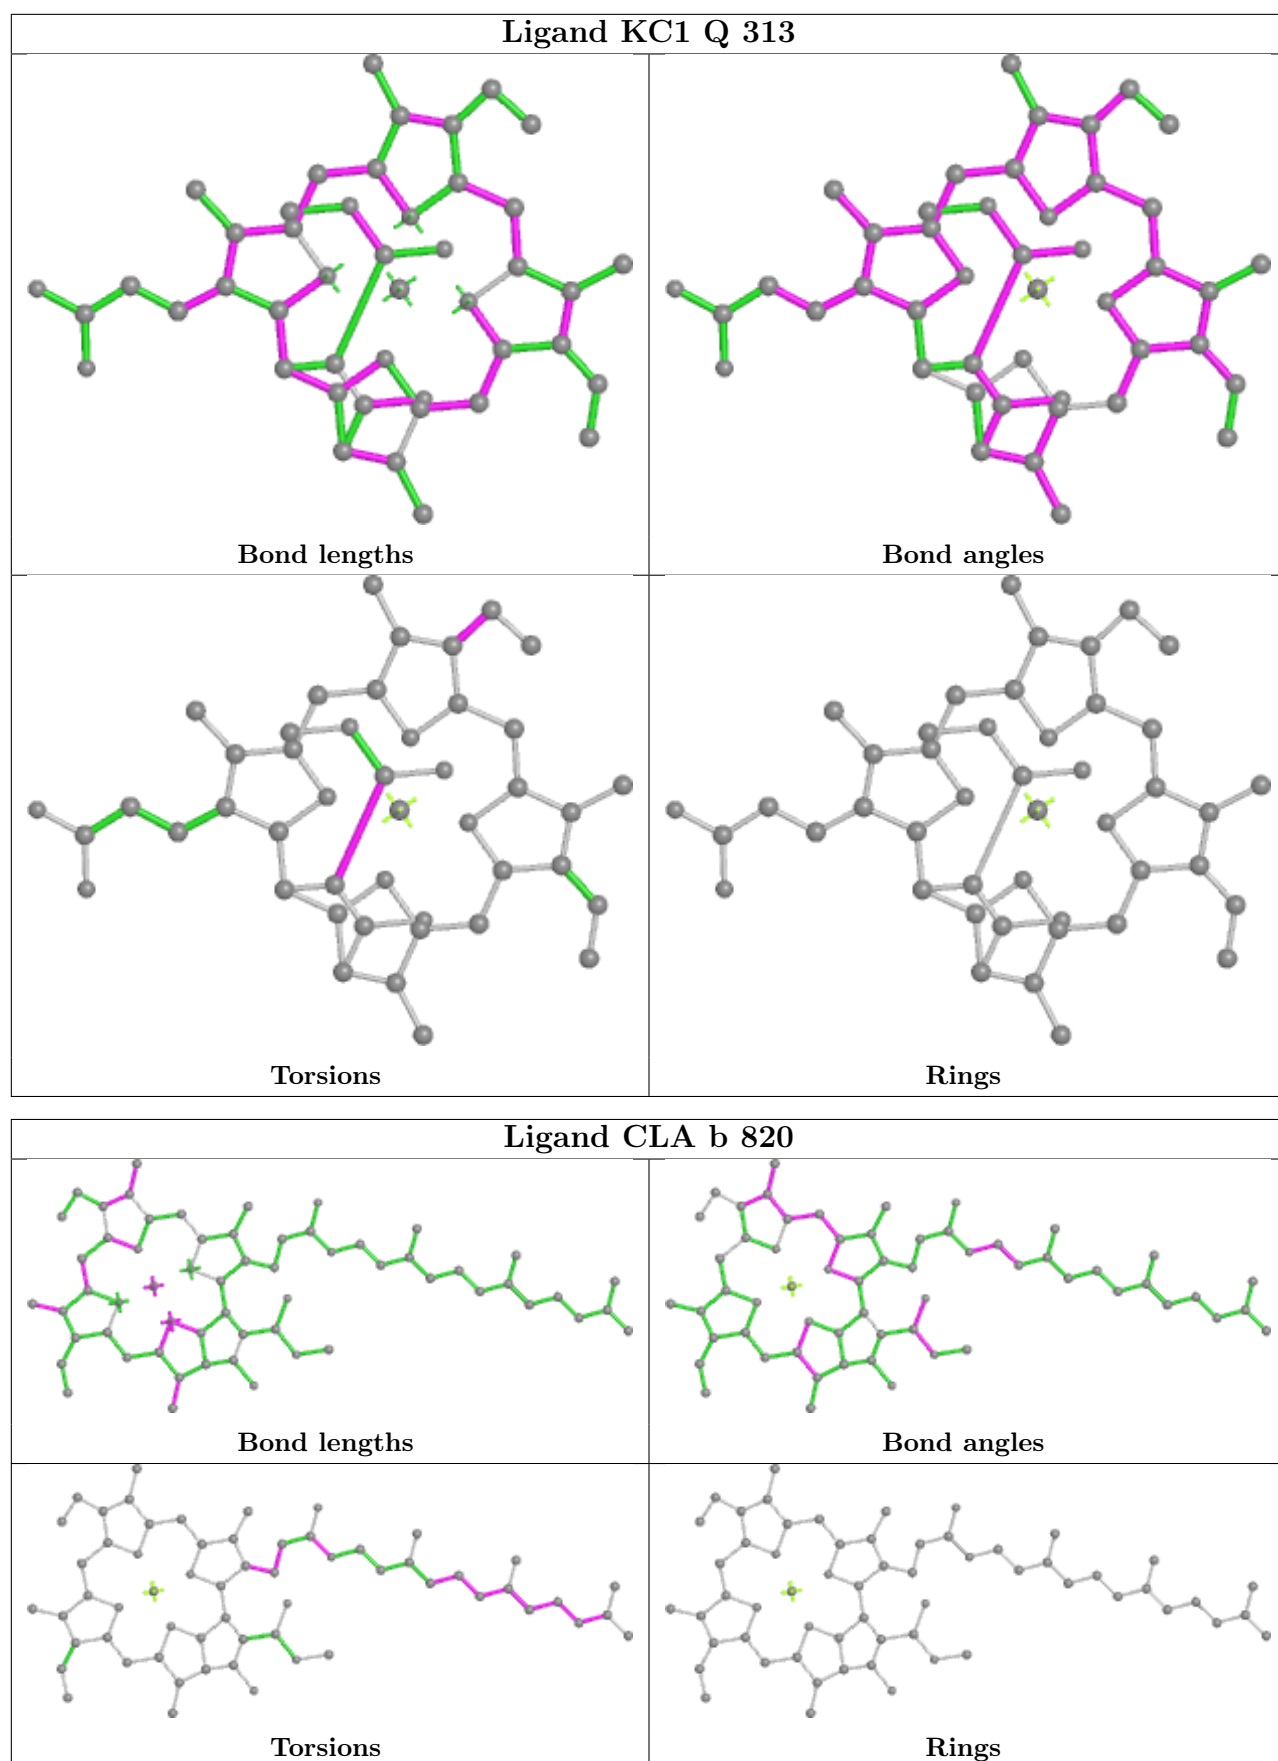 Ligand KC1 Q 313
Bond lengths
Bond angles
Torsions
Rings
Ligand CLA b 820
Bond lengths
Bond angles
Torsions
Rings